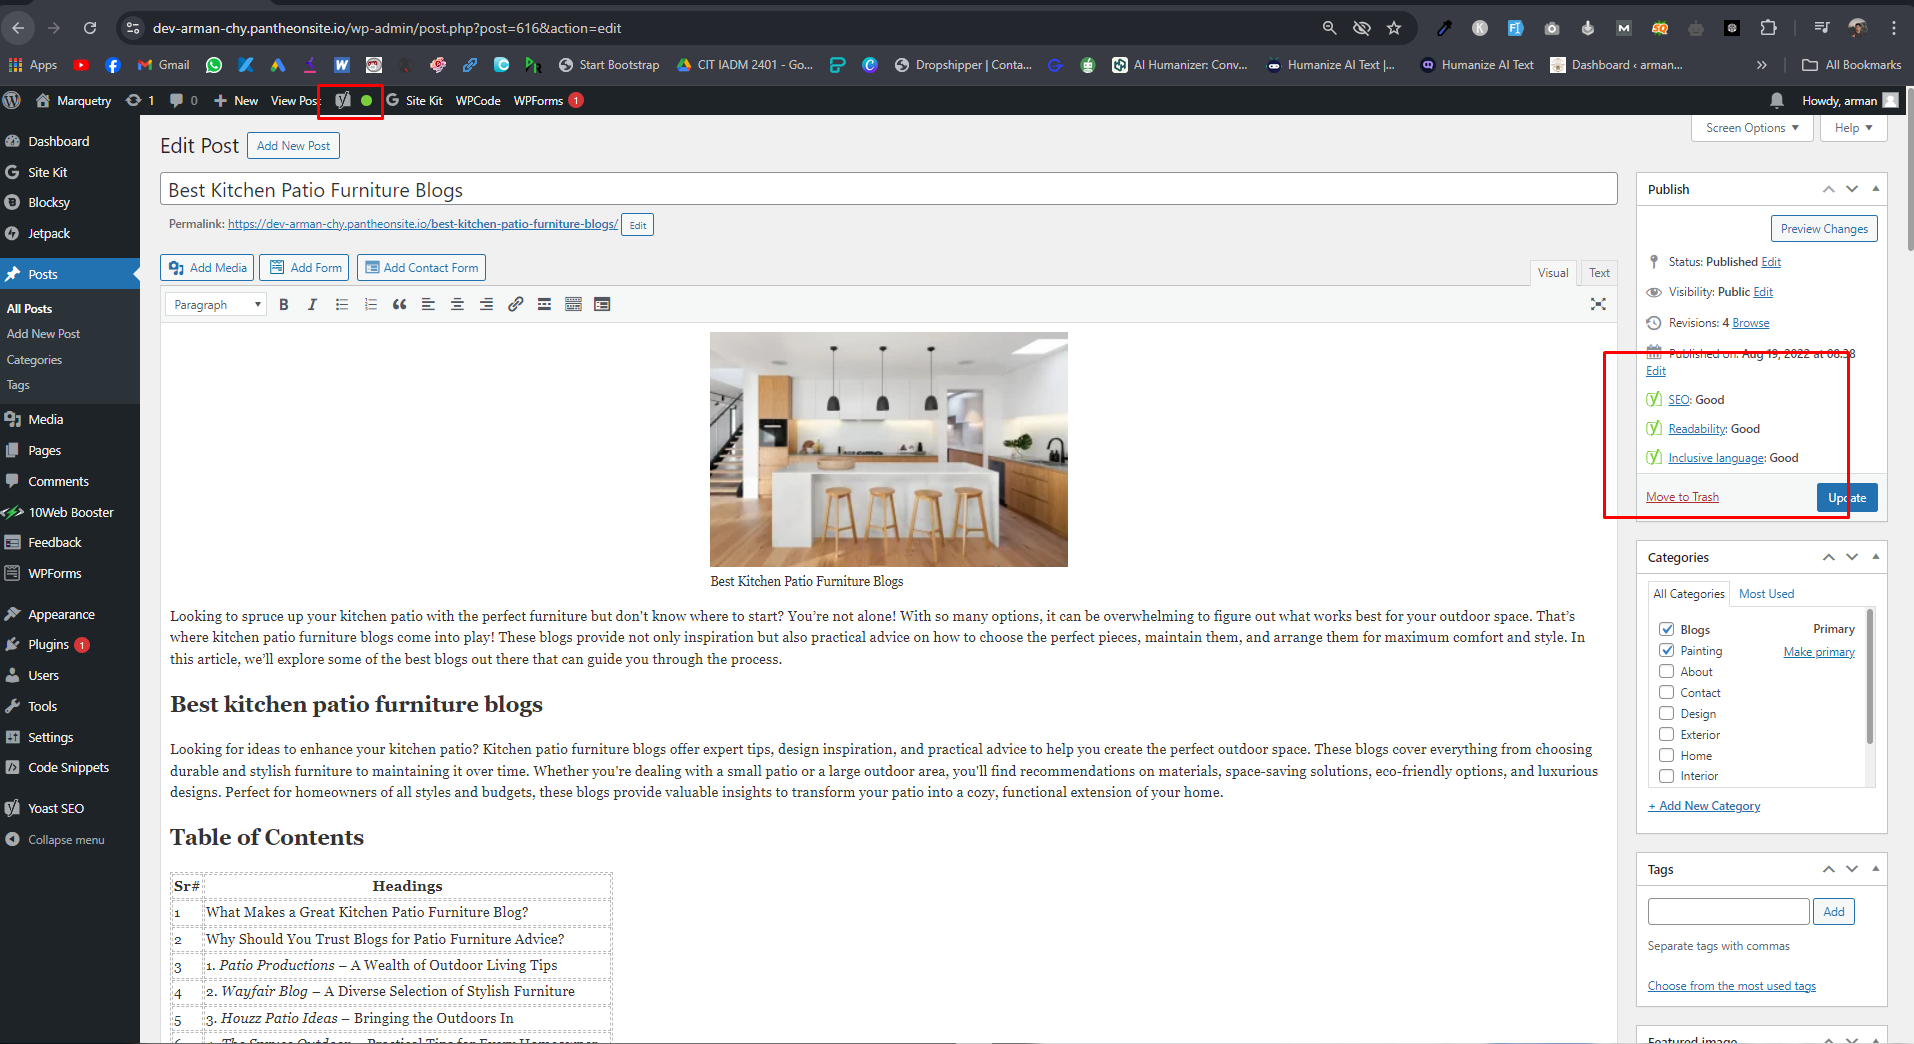 dev-arman-chy.pantheonsite.io/wp-admin/post.php?post=616&action=edit
Apps
Gmail
Start Bootstrap
CIT IADM 2401 - Go...
Dropshipper | Conta...
AI Humanizer: Conv...
Humanize AI Text |...
Humanize AI Text
Dashboard ‹ arman...
»
All Bookmarks
Marquetry
1
0
New
View Post
Site Kit
WPCode
WPForms 1
Howdy, arman
Dashboard
Site Kit
Blocksy
Jetpack
Posts
All Posts
Add New Post
Categories
Tags
Media
Pages
Comments
10Web Booster
Feedback
WPForms
Appearance
Plugins 1
Users
Tools
Settings
Code Snippets
Yoast SEO
Collapse menu
Screen Options
Help
Edit Post
Add New Post
Best Kitchen Patio Furniture Blogs
Permalink: https://dev-arman-chy.pantheonsite.io/best-kitchen-patio-furniture-blogs/ Edit
Add Media
Add Form
Add Contact Form
Visual
Text
Paragraph
B I
Best Kitchen Patio Furniture Blogs
Looking to spruce up your kitchen patio with the perfect furniture but don't know where to start? You’re not alone! With so many options, it can be overwhelming to figure out what works best for your outdoor space. That’s
where kitchen patio furniture blogs come into play! These blogs provide not only inspiration but also practical advice on how to choose the perfect pieces, maintain them, and arrange them for maximum comfort and style. In
this article, we’ll explore some of the best blogs out there that can guide you through the process.
Best kitchen patio furniture blogs
Looking for ideas to enhance your kitchen patio? Kitchen patio furniture blogs offer expert tips, design inspiration, and practical advice to help you create the perfect outdoor space. These blogs cover everything from choosing
durable and stylish furniture to maintaining it over time. Whether you're dealing with a small patio or a large outdoor area, you'll find recommendations on materials, space-saving solutions, eco-friendly options, and luxurious
designs. Perfect for homeowners of all styles and budgets, these blogs provide valuable insights to transform your patio into a cozy, functional extension of your home.
Table of Contents
Sr# Headings
1 What Makes a Great Kitchen Patio Furniture Blog?
2 Why Should You Trust Blogs for Patio Furniture Advice?
3 1. Patio Productions – A Wealth of Outdoor Living Tips
4 2. Wayfair Blog – A Diverse Selection of Stylish Furniture
5 3. Houzz Patio Ideas – Bringing the Outdoors In
Publish
Preview Changes
Status: Published Edit
Visibility: Public Edit
Revisions: 4 Browse
Published on: Aug 19, 2022 at 08:38
Edit
SEO: Good
Readability: Good
Inclusive language: Good
Move to Trash
Update
Categories
All Categories
Most Used
Blogs
Primary
Painting
Make primary
About
Contact
Design
Exterior
Home
Interior
+ Add New Category
Tags
Add
Separate tags with commas
Choose from the most used tags
Featured image